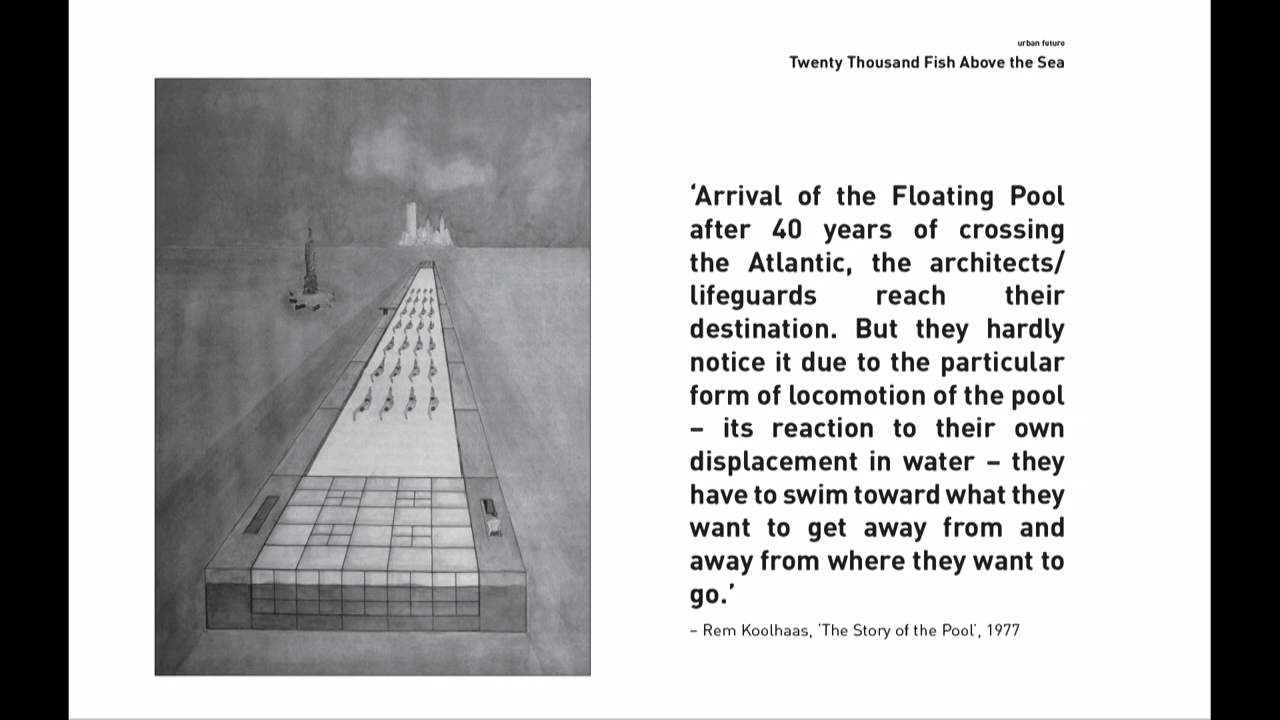 urban future
Twenty Thousand Fish Above the Sea
‘Arrival of the Floating Pool
after 40 years of crossing
the Atlantic, the architects/
lifeguards reach their
destination. But they hardly
notice it due to the particular
form of locomotion of the pool
– its reaction to their own
displacement in water – they
have to swim toward what they
want to get away from and
away from where they want to
go.’
– Rem Koolhaas, ‘The Story of the Pool’, 1977